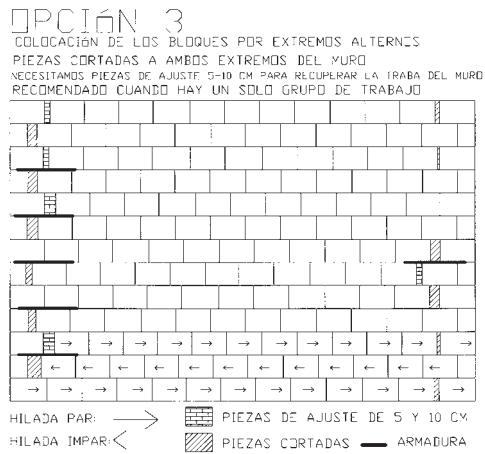 OPCIóN 3
COLOCACIóN DE LOS BLOQUES POR EXTREMOS ALTERNOS
PIEZAS CORTADAS A AMBOS EXTREMOS DEL MURO
NECESITAMOS PIEZAS DE AJUSTE 5-10 CM PARA RECUPERAR LA TRABA DEL MURO
RECOMENDADO CUANDO HAY UN SOLO GRUPO DE TRABAJO
HILADA PAR:
PIEZAS DE AJUSTE DE 5 Y 10 CM
HILADA IMPAR:
PIEZAS CORTADAS
ARMADURA